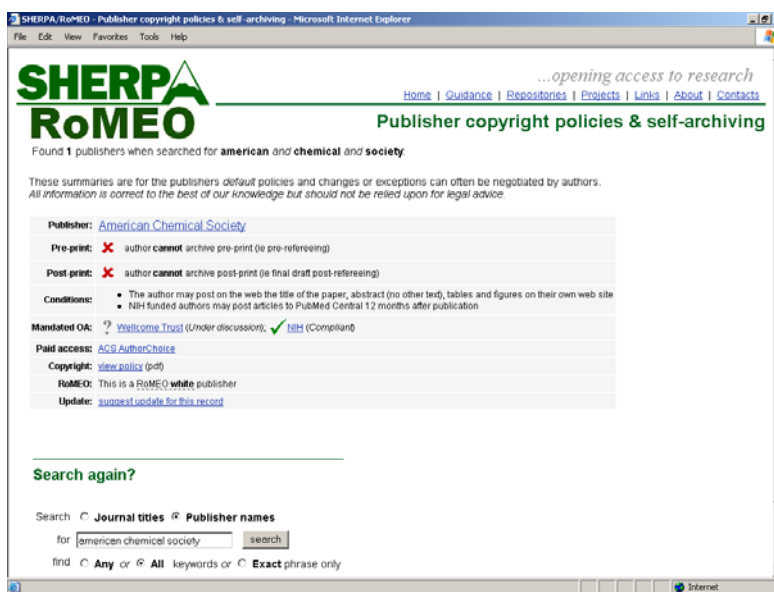 SHERPA/RoMEO - Publisher copyright policies & self-archiving - Microsoft Internet Explorer
File Edit View Favorites Tools Help
SHERPA
...opening access to research
Home | Guidance | Repositories | Projects | Links | About | Contacts
RoMEO
Publisher copyright policies & self-archiving
Found 1 publishers when searched for american and chemical and society:
These summaries are for the publishers default policies and changes or exceptions can often be negotiated by authors.
All information is correct to the best of our knowledge but should not be relied upon for legal advice.
Publisher: American Chemical Society
Pre-print: author cannot archive pre-print (ie pre-refereeing)
Post-print: author cannot archive post-print (ie final draft post-refereeing)
Conditions:
• The author may post on the web the title of the paper, abstract (no other text), tables and figures on their own web site
• NIH funded authors may post articles to PubMed Central 12 months after publication
Mandated OA: ? Wellcome Trust (Under discussion); NIH (Compliant)
Paid access: ACS AuthorChoice
Copyright: view policy (pdf)
RoMEO: This is a RoMEO white publisher
Update: suggest update for this record
Search again?
Search Journal titles Publisher names
for american chemical society search
find Any or All keywords or Exact phrase only
Internet